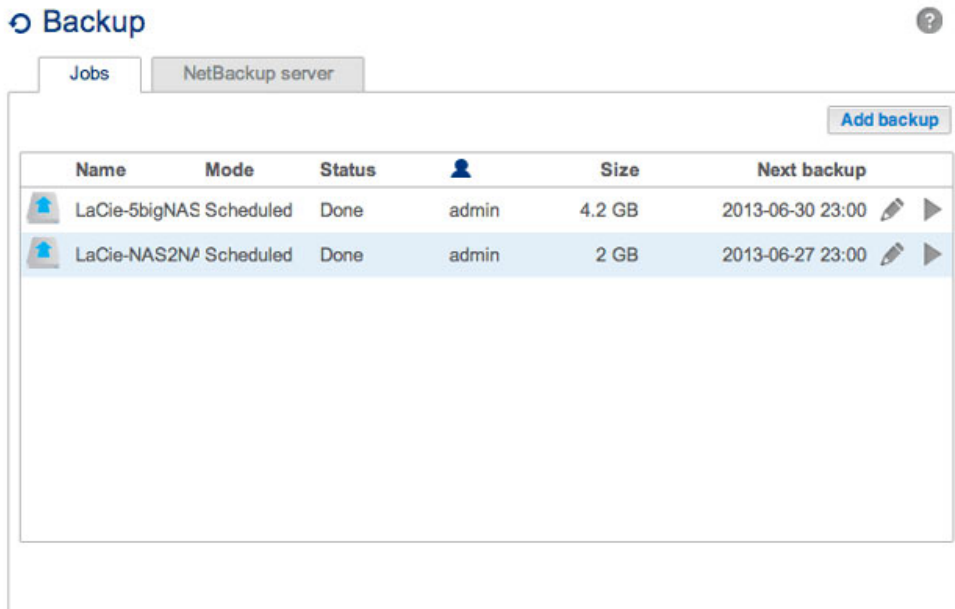 Backup
?
Jobs NetBackup server
Add backup
Name Mode Status Size Next backup
LaCie-5bigNAS Scheduled Done admin 4.2 GB 2013-06-30 23:00
LaCie-NAS2NA Scheduled Done admin 2 GB 2013-06-27 23:00